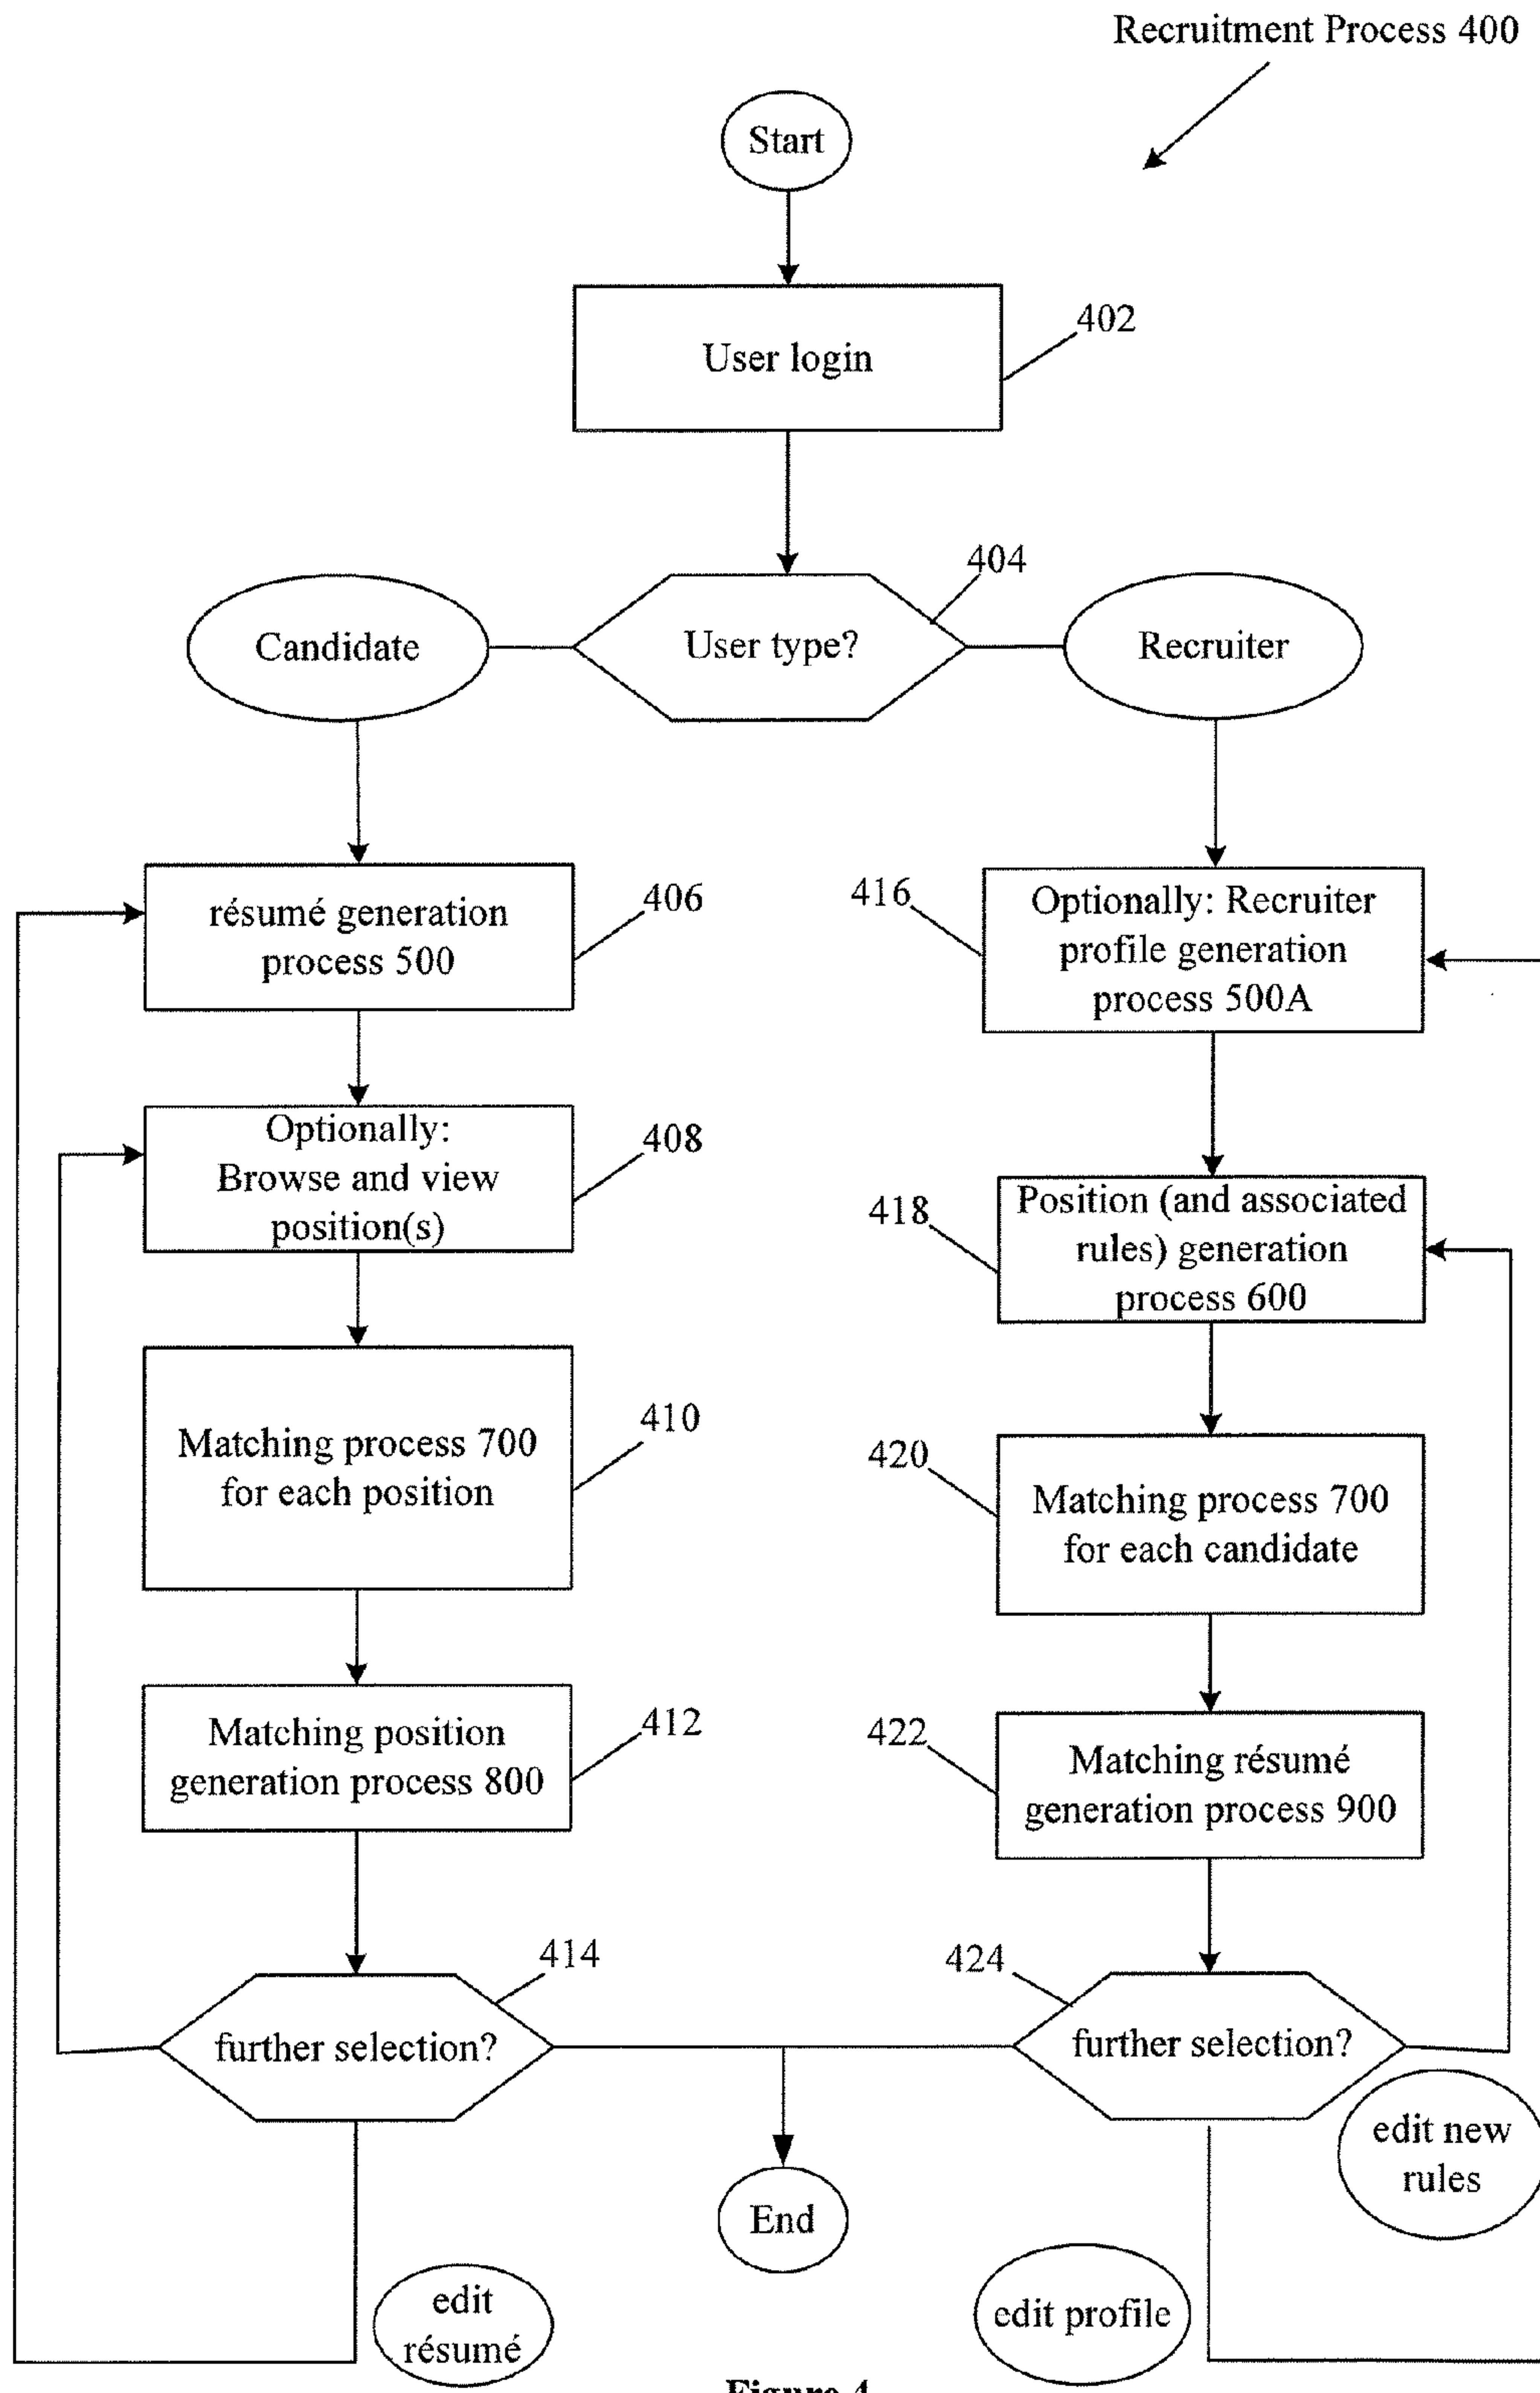 Recruitment Process 400
Start
User login
402
404
Candidate
User type?
Recruiter
résumé generation
process 500
406
416
Optionally: Recruiter
profile generation
process 500A
Optionally:
Browse and view
position(s)
408
418
Position (and associated
rules) generation
process 600
Matching process 700
for each position
410
420
Matching process 700
for each candidate
Matching position
generation process 800
412
422
Matching résumé
generation process 900
414
424
further selection?
further selection?
edit new
rules
End
edit
résumé
edit profile
Figure 4